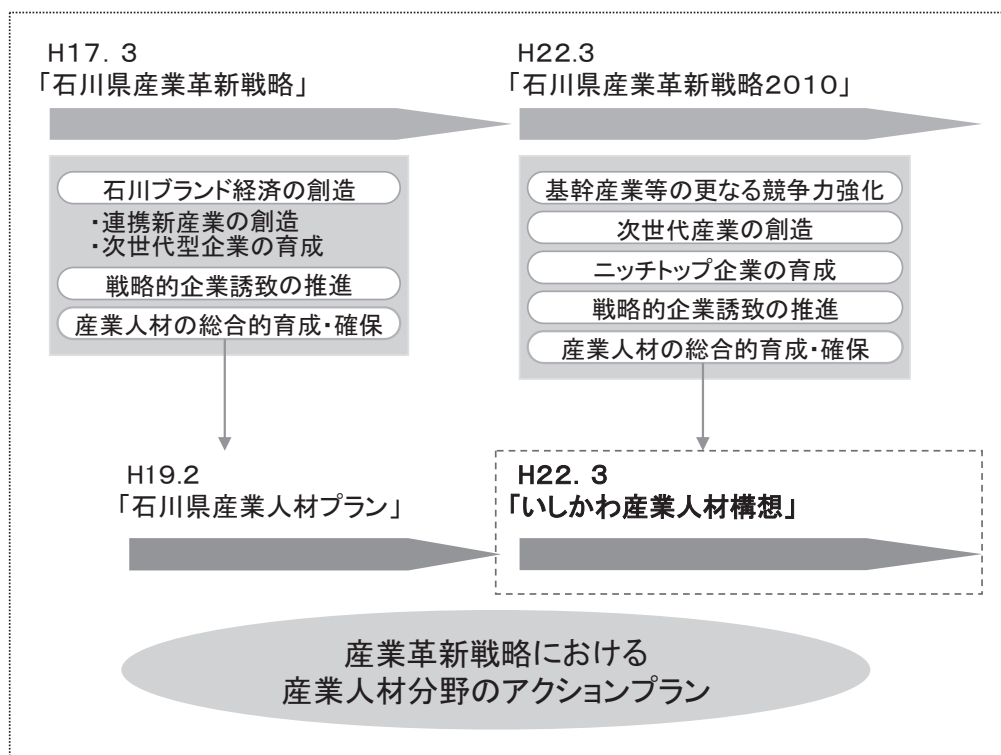 H17．3
「石川県産業革新戦略」
石川ブランド経済の創造
・連携新産業の創造
・次世代型企業の育成
戦略的企業誘致の推進
産業人材の総合的育成・確保
H22.3
「石川県産業革新戦略2010」
基幹産業等の更なる競争力強化
次世代産業の創造
ニッチトップ企業の育成
戦略的企業誘致の推進
産業人材の総合的育成・確保
H19.2
「石川県産業人材プラン」
H22．3
「いしかわ産業人材構想」
産業革新戦略における
産業人材分野のアクションプラン